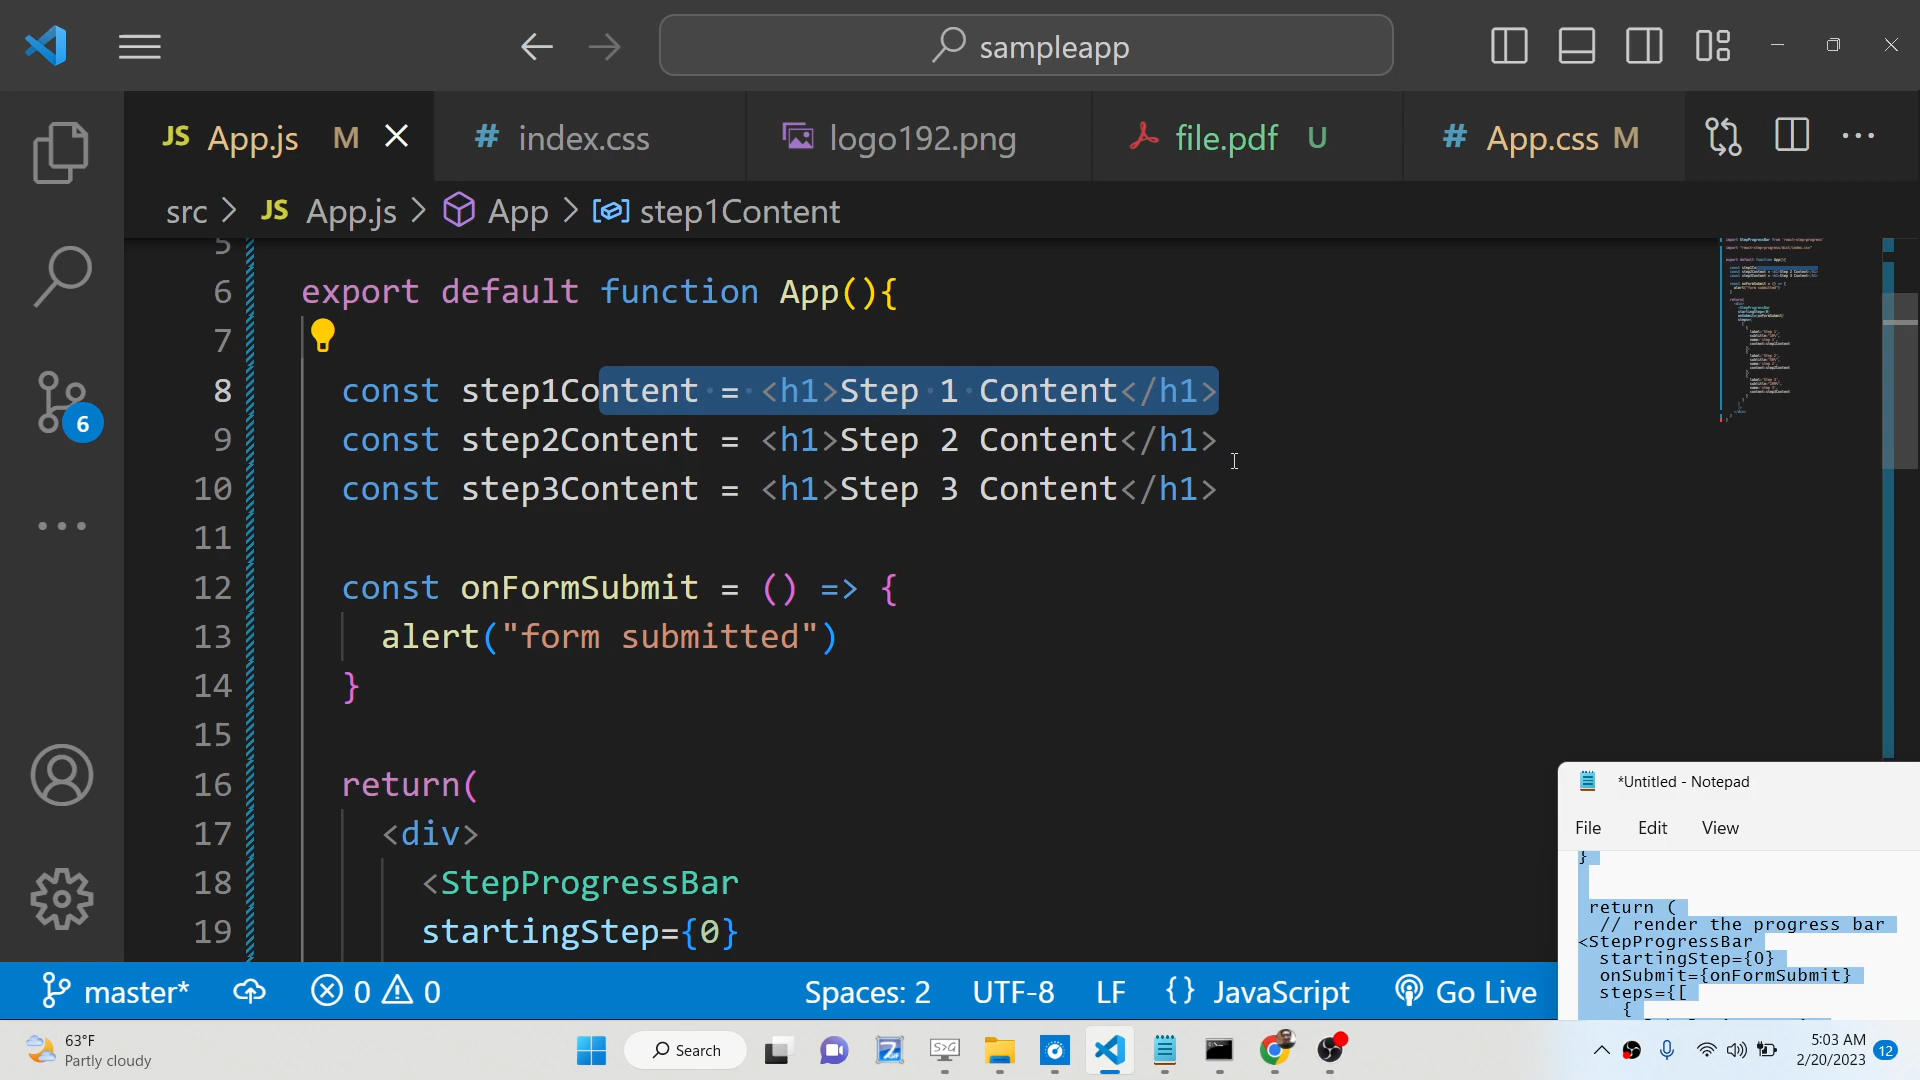 sampleapp
JS App.js M
# index.css
logo192.png
file.pdf U
# App.css M
src > JS App.js > App > step1Content
5
6 export default function App(){
7
8 const step1Content = <h1>Step 1 Content</h1>
9 const step2Content = <h1>Step 2 Content</h1>
10 const step3Content = <h1>Step 3 Content</h1>
11
12 const onFormSubmit = () => {
13 alert("form submitted")
14 }
15
16 return(
17 <div>
18 <StepProgressBar
19 startingStep={0}
6
*Untitled - Notepad
File Edit View
}
return (
// render the progress bar
<StepProgressBar
startingStep={0}
onSubmit={onFormSubmit}
steps={[
{
master* 0 0 Spaces: 2 UTF-8 LF {} JavaScript Go Live
63°F
Partly cloudy
Search
5:03 AM
2/20/2023
12